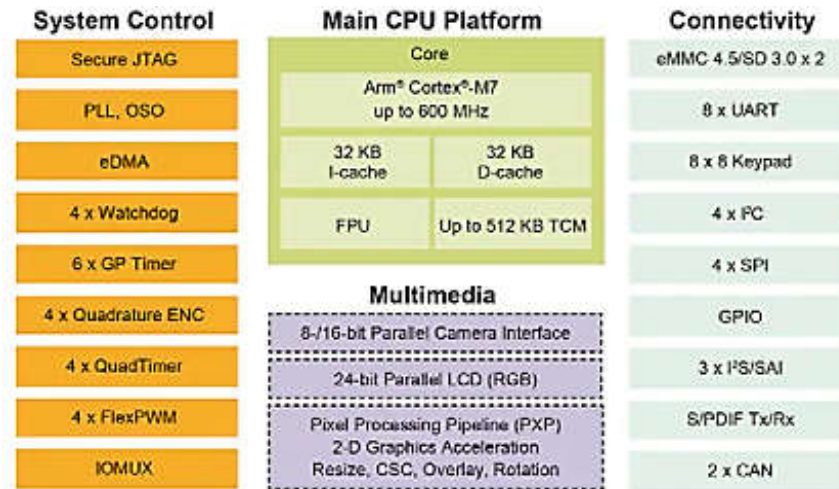 System Control
Secure JTAG
PLL, OSO
eDMA
4 x Watchdog
6 x GP Timer
4 x Quadrature ENC
4 x QuadTimer
4 x FlexPWM
IOMUX
Main CPU Platform
Core
Arm® Cortex®-M7
up to 600 MHz
32 KB
I-cache
32 KB
D-cache
FPU
Up to 512 KB TCM
Multimedia
8-/16-bit Parallel Camera Interface
24-bit Parallel LCD (RGB)
Pixel Processing Pipeline (PXP)
2-D Graphics Acceleration
Resize, CSC, Overlay, Rotation
Connectivity
eMMC 4.5/SD 3.0 x 2
8 x UART
8 x 8 Keypad
4 x I²C
4 x SPI
GPIO
3 x I²S/SAI
S/PDIF Tx/Rx
2 x CAN